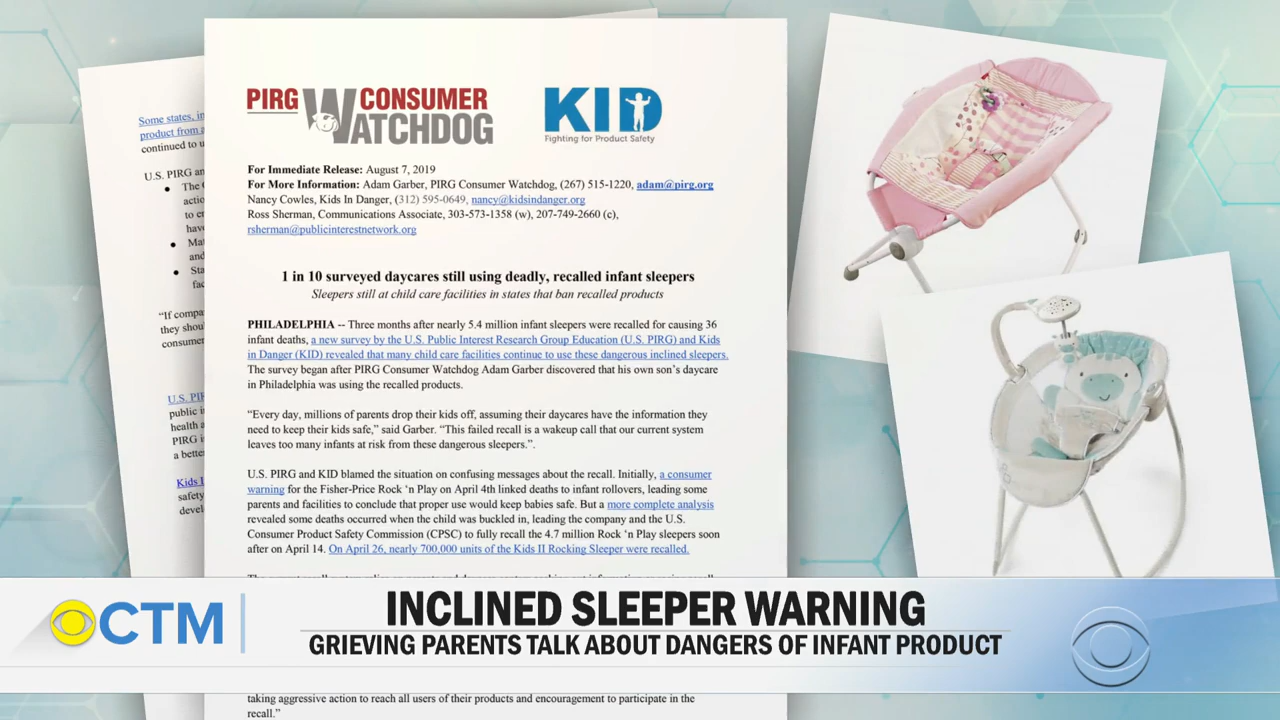 Some states, in
product from a
continued to u
U.S. PIRG an
The C
actio
to er
have
Mat
and
Sta
fac
"If compa
they shou
consumer
U.S. PIR
public i
health a
PIRG i
a bette
Kids I
safety
devel
PIRG CONSUMER
WATCHDOG
KID
Fighting for Product Safety
For Immediate Release: August 7, 2019
For More Information: Adam Garber, PIRG Consumer Watchdog, (267) 515-1220, adam@pirg.org
Nancy Cowles, Kids In Danger, (312) 595-0649, nancy@kidsindanger.org
Ross Sherman, Communications Associate, 303-573-1358 (w), 207-749-2660 (c),
rsherman@publicinterestnetwork.org
1 in 10 surveyed daycares still using deadly, recalled infant sleepers
Sleepers still at child care facilities in states that ban recalled products
PHILADELPHIA -- Three months after nearly 5.4 million infant sleepers were recalled for causing 36
infant deaths, a new survey by the U.S. Public Interest Research Group Education (U.S. PIRG) and Kids
in Danger (KID) revealed that many child care facilities continue to use these dangerous inclined sleepers.
The survey began after PIRG Consumer Watchdog Adam Garber discovered that his own son's daycare
in Philadelphia was using the recalled products.
"Every day, millions of parents drop their kids off, assuming their daycares have the information they
need to keep their kids safe," said Garber. "This failed recall is a wakeup call that our current system
leaves too many infants at risk from these dangerous sleepers.".
U.S. PIRG and KID blamed the situation on confusing messages about the recall. Initially, a consumer
warning for the Fisher-Price Rock 'n Play on April 4th linked deaths to infant rollovers, leading some
parents and facilities to conclude that proper use would keep babies safe. But a more complete analysis
revealed some deaths occurred when the child was buckled in, leading the company and the U.S.
Consumer Product Safety Commission (CPSC) to fully recall the 4.7 million Rock 'n Play sleepers soon
after on April 14. On April 26, nearly 700,000 units of the Kids II Rocking Sleeper were recalled.
CTM
INCLINED SLEEPER WARNING
GRIEVING PARENTS TALK ABOUT DANGERS OF INFANT PRODUCT
taking aggressive action to reach all users of their products and encouragement to participate in the
recall."